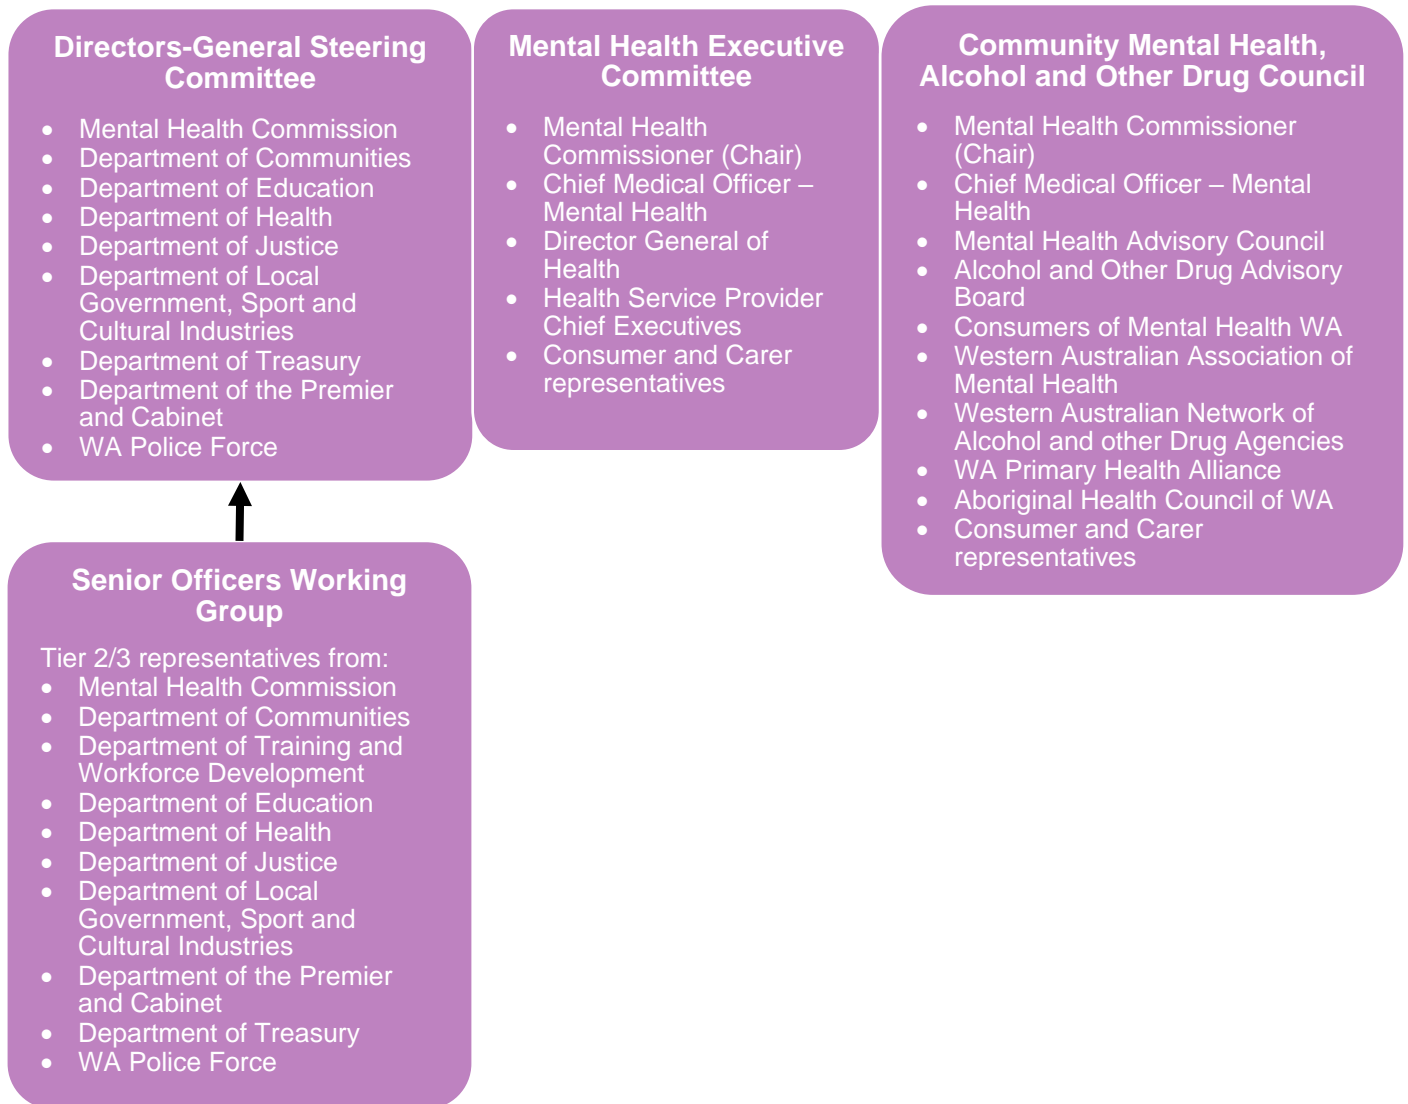 Directors-General Steering
Committee
• Mental Health Commission
• Department of Communities
• Department of Education
• Department of Health
• Department of Justice
• Department of Local
Government, Sport and
Cultural Industries
• Department of Treasury
• Department of the Premier
and Cabinet
• WA Police Force
Mental Health Executive
Committee
• Mental Health
Commissioner (Chair)
• Chief Medical Officer –
Mental Health
• Director General of
Health
• Health Service Provider
Chief Executives
• Consumer and Carer
representatives
Community Mental Health,
Alcohol and Other Drug Council
• Mental Health Commissioner
(Chair)
• Chief Medical Officer – Mental
Health
• Mental Health Advisory Council
• Alcohol and Other Drug Advisory
Board
• Consumers of Mental Health WA
• Western Australian Association of
Mental Health
• Western Australian Network of
Alcohol and other Drug Agencies
• WA Primary Health Alliance
• Aboriginal Health Council of WA
• Consumer and Carer
representatives
Senior Officers Working
Group
Tier 2/3 representatives from:
• Mental Health Commission
• Department of Communities
• Department of Training and
Workforce Development
• Department of Education
• Department of Health
• Department of Justice
• Department of Local
Government, Sport and
Cultural Industries
• Department of the Premier
and Cabinet
• Department of Treasury
• WA Police Force